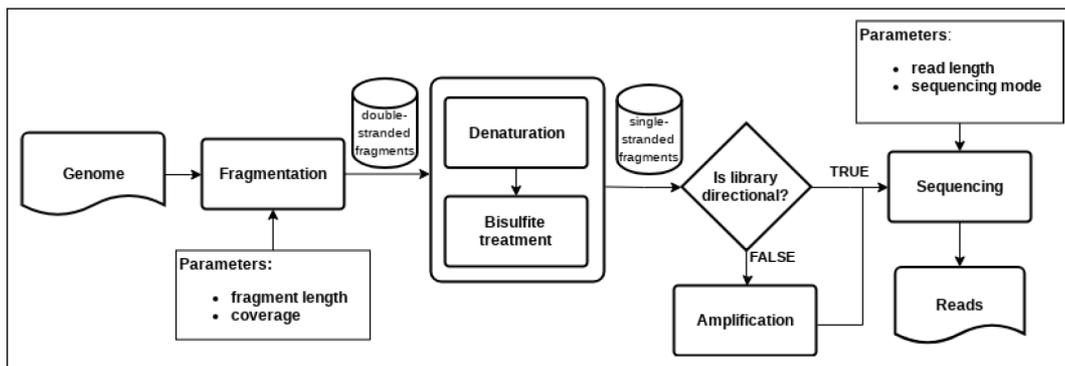 Genome
Fragmentation
Parameters:
• fragment length
• coverage
double-
stranded
fragments
Denaturation
Bisulfite
treatment
single-
stranded
fragments
Is library
directional?
TRUE
FALSE
Amplification
Parameters:
• read length
• sequencing mode
Sequencing
Reads